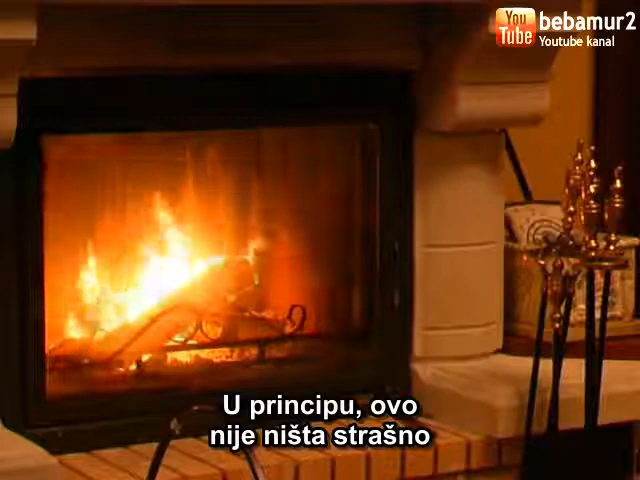 You Tube
bebamur2
Youtube kanal
U principu, ovo
nije ništa strašno